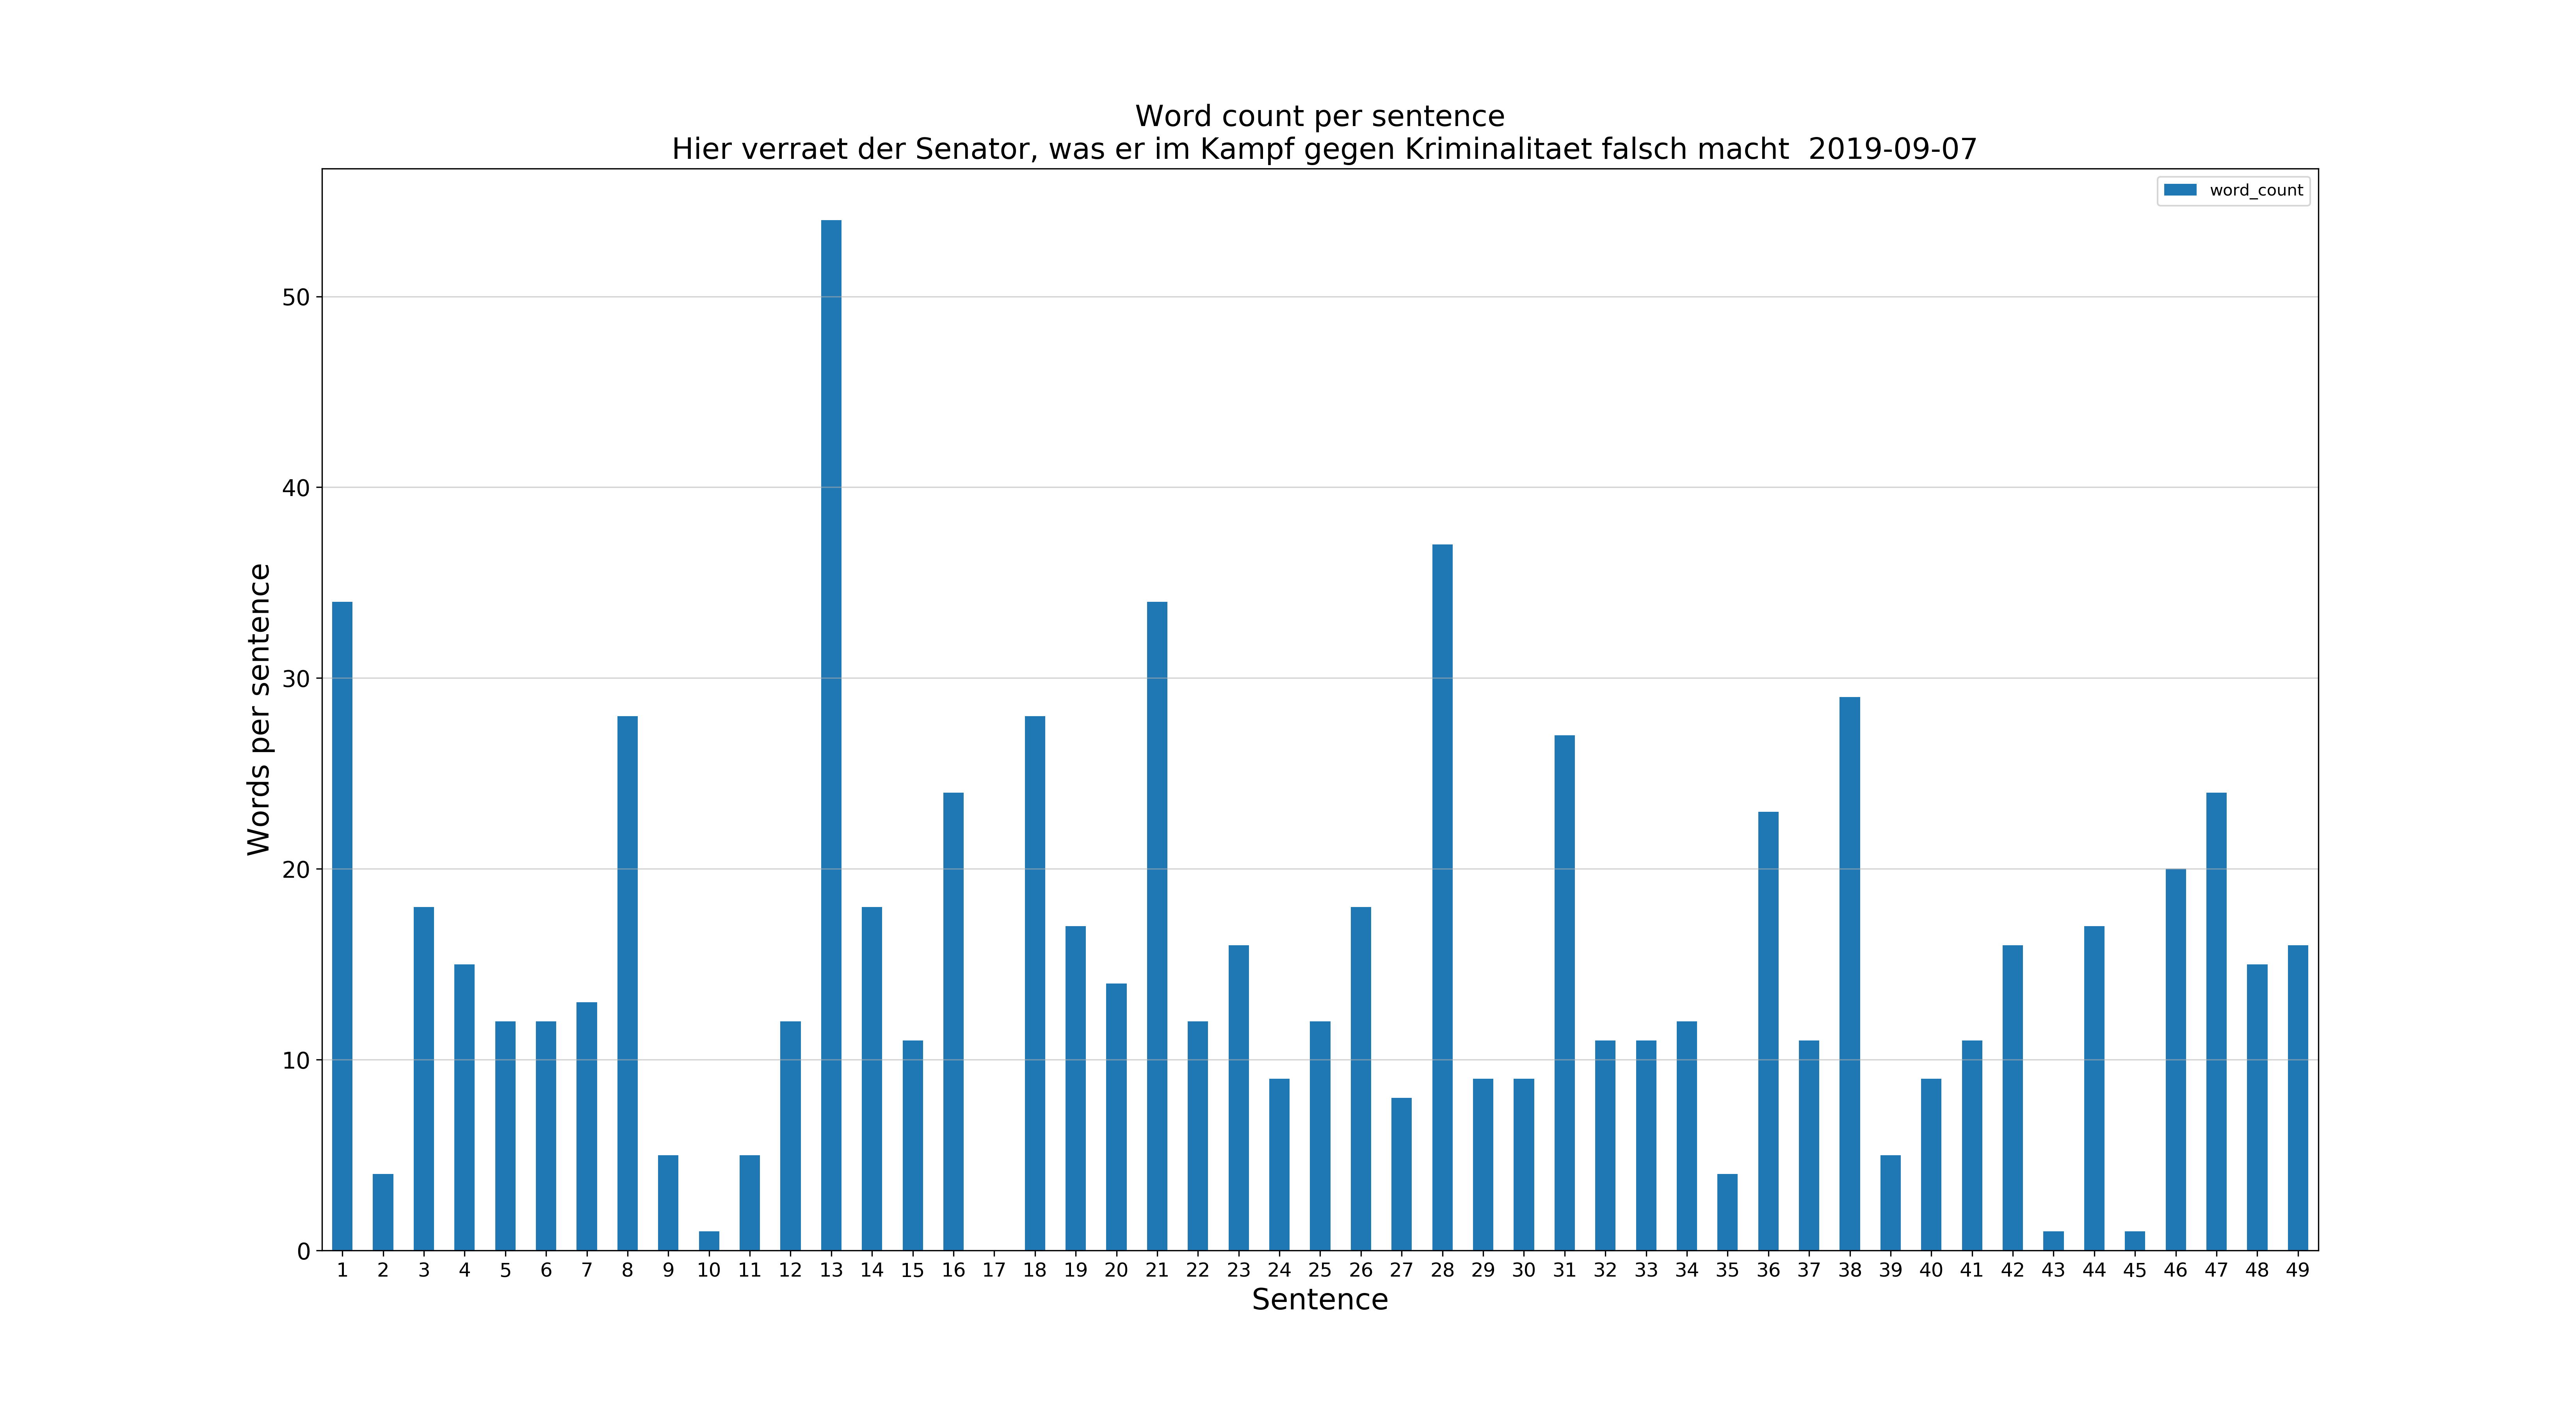 Word count per sentence
Hier verraet der Senator, was er im Kampf gegen Kriminalitaet falsch macht  2019-09-07
word_count
50
40
30
20
10
0
Words per sentence
1 2 3 4 5 6 7 8 9 10 11 12 13 14 15 16 17 18 19 20 21 22 23 24 25 26 27 28 29 30 31 32 33 34 35 36 37 38 39 40 41 42 43 44 45 46 47 48 49
Sentence